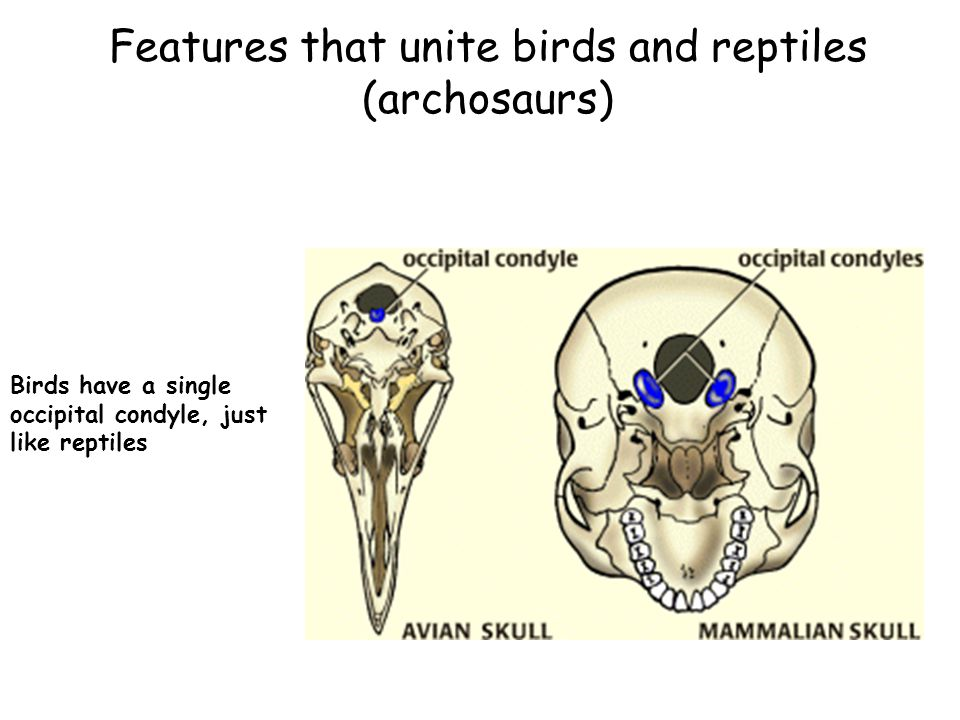 Features that unite birds and reptiles
(archosaurs)
occipital condyle
occipital condyles
Birds have a single
occipital condyle, just
like reptiles
AVIAN SKULL
MAMMALIAN SKULL